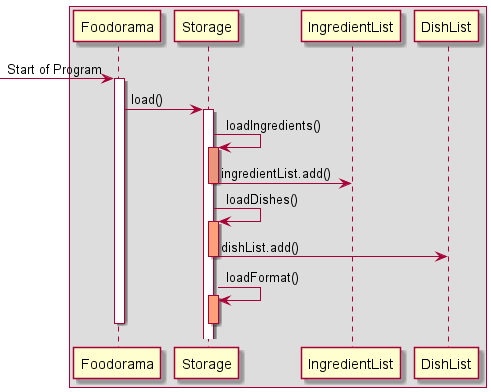 Foodorama
Storage
IngredientList
DishList
Start of Program
load()
loadIngredients()
ingredientList.add()
loadDishes()
dishList.add()
loadFormat()
Foodorama
Storage
IngredientList
DishList